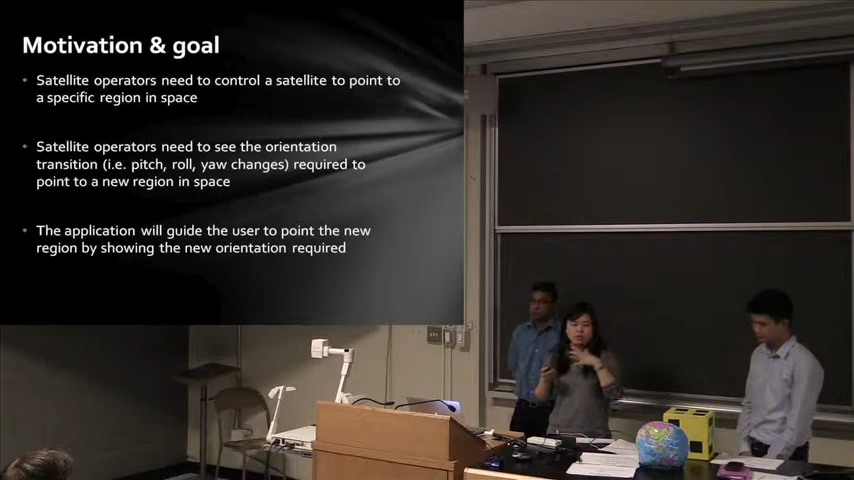 Motivation & goal
• Satellite operators need to control a satellite to point to
a specific region in space
• Satellite operators need to see the orientation
transition (i.e. pitch, roll, yaw changes) required to
point to a new region in space
• The application will guide the user to point the new
region by showing the new orientation required